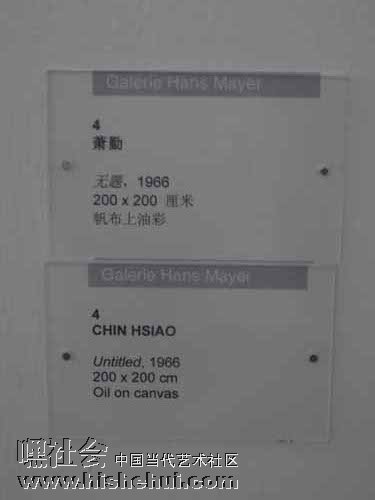 Galerie Hans Mayer
4
萧勤
无题, 1966
200 x 200 厘米
帆布上油彩
Galerie Hans Mayer
4
CHIN HSIAO
Untitled, 1966
200 x 200 cm
Oil on canvas
嘿社会 中国当代艺术社区
www.hishehui.com